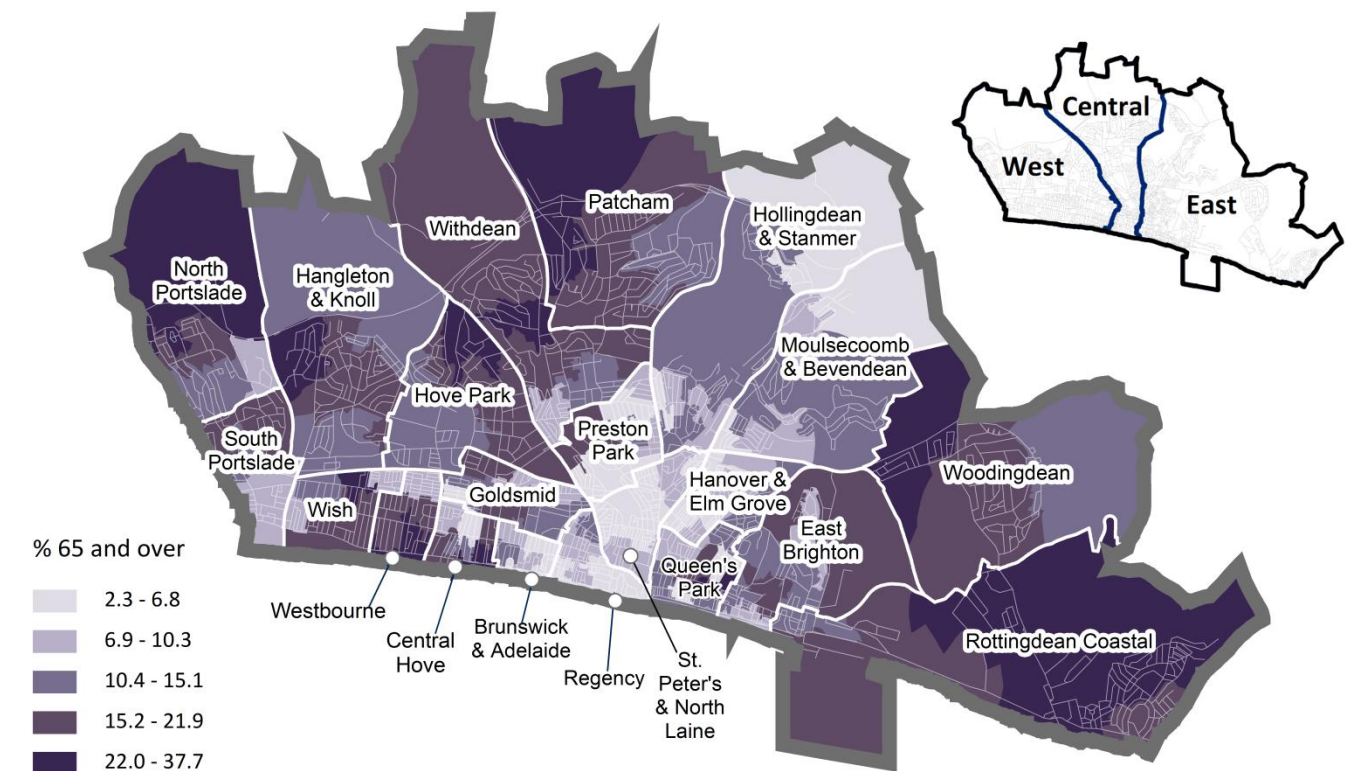 Central
West
East
Patcham
Withdean
Hollingdean
& Stanmer
North
Portslade
Hangleton
& Knoll
Moulsecoomb
& Bevendean
Hove Park
Preston
Park
South
Portslade
Woodingdean
Hanover &
Elm Grove
Goldsmid
Wish
East
Brighton
Queen's
Park
Rottingdean Coastal
Westbourne
Central
Hove
Brunswick
& Adelaide
Regency
St.
Peter's
& North
Laine
% 65 and over
2.3 - 6.8
6.9 - 10.3
10.4 - 15.1
15.2 - 21.9
22.0 - 37.7